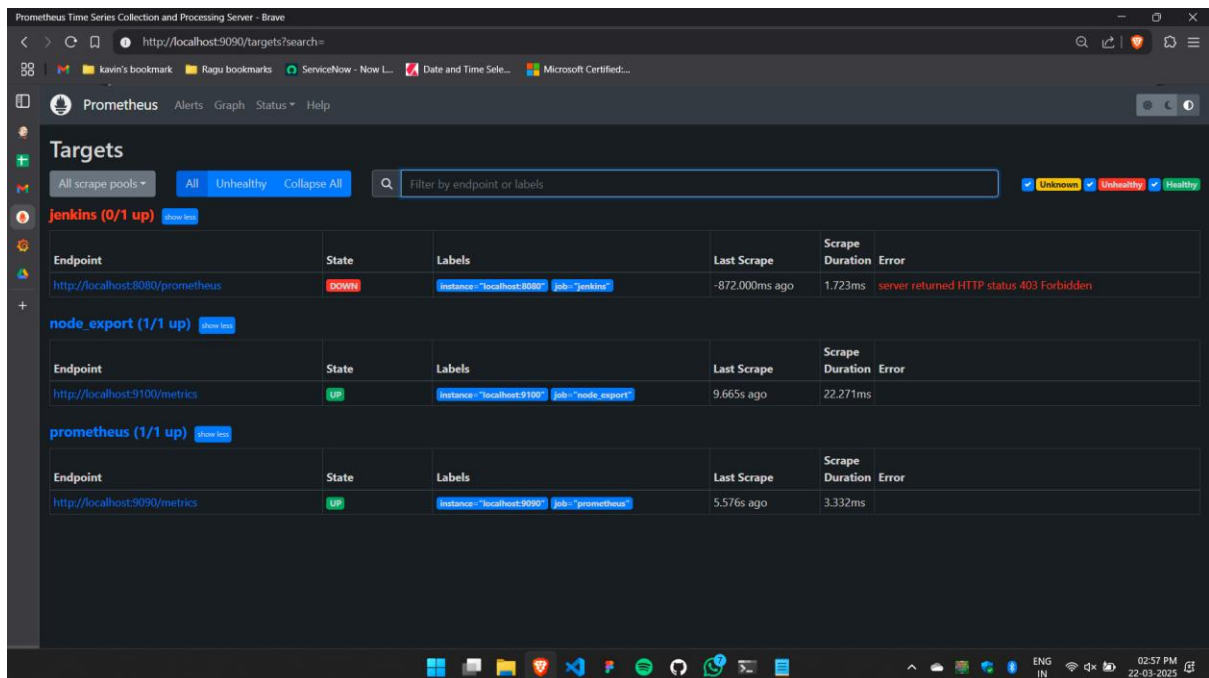 Prometheus Time Series Collection and Processing Server - Brave
http://localhost:9090/targets?search=
kavin's bookmark Ragu bookmarks ServiceNow - Now L... Date and Time Sele... Microsoft Certified:...
Prometheus Alerts Graph Status Help
Targets
All scrape pools All Unhealthy Collapse All Filter by endpoint or labels Unknown Unhealthy Healthy
jenkins (0/1 up) show less
Endpoint State Labels Last Scrape Scrape Duration Error
http://localhost:8080/prometheus DOWN instance="localhost:8080" job="jenkins" -872.000ms ago 1.723ms server returned HTTP status 403 Forbidden
node_export (1/1 up) show less
Endpoint State Labels Last Scrape Scrape Duration Error
http://localhost:9100/metrics UP instance="localhost:9100" job="node_export" 9.665s ago 22.271ms
prometheus (1/1 up) show less
Endpoint State Labels Last Scrape Scrape Duration Error
http://localhost:9090/metrics UP instance="localhost:9090" job="prometheus" 5.576s ago 3.332ms
ENG 02:57 PM
IN 22-03-2025